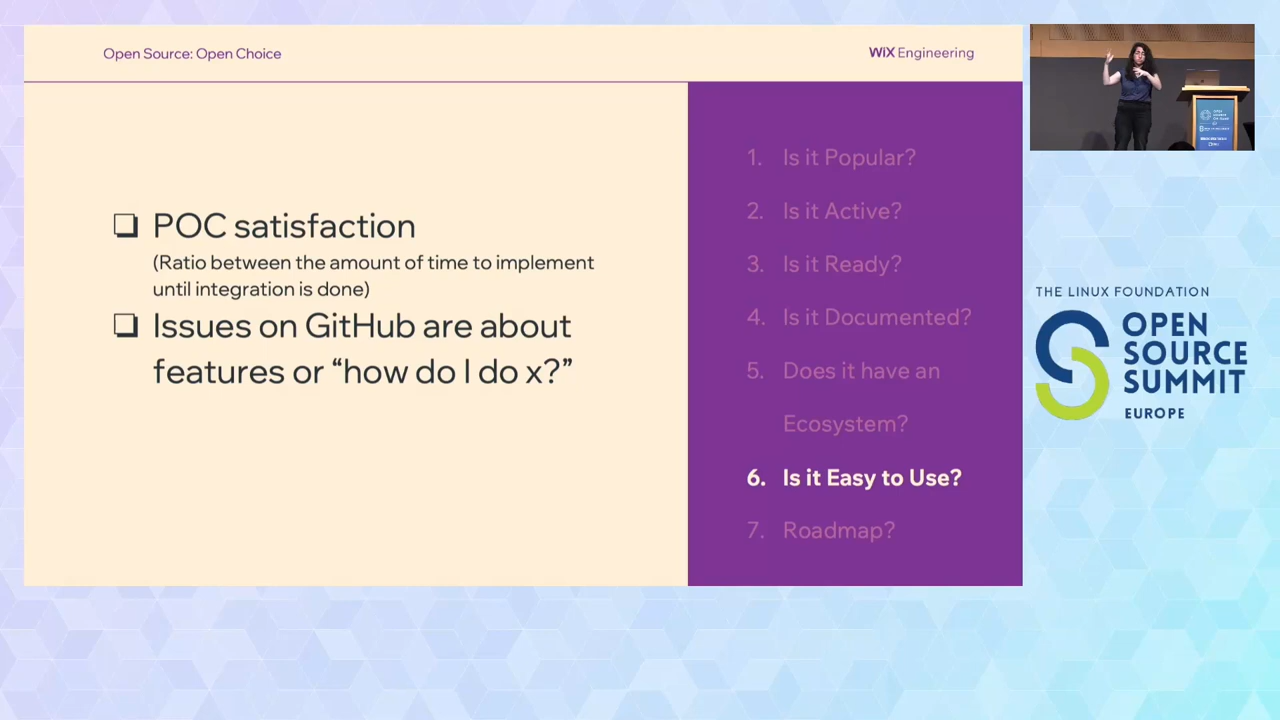 Open Source: Open Choice
WiX Engineering
❏ POC satisfaction
(Ratio between the amount of time to implement
until integration is done)
❏ Issues on GitHub are about
features or “how do I do x?”
1. Is it Popular?
2. Is it Active?
3. Is it Ready?
4. Is it Documented?
5. Does it have an
Ecosystem?
6. Is it Easy to Use?
7. Roadmap?
THE LINUX FOUNDATION
OPEN
SOURCE
SUMMIT
EUROPE